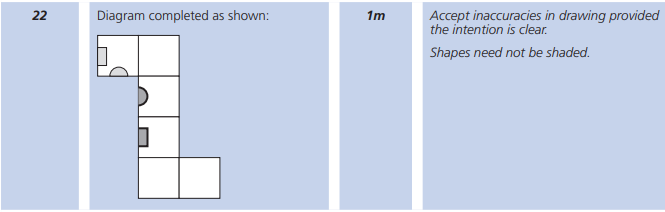 22
Diagram completed as shown:
1m
Accept inaccuracies in drawing provided
the intention is clear.
Shapes need not be shaded.